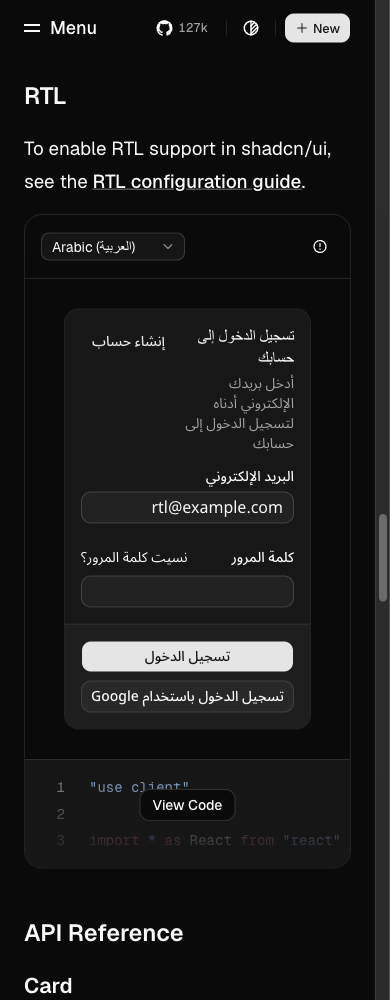 Menu
127k
New
RTL
To enable RTL support in shadcn/ui,
see the RTL configuration guide.
Arabic (العربية)
تسجيل الدخول إلى
حسابك
إنشاء حساب
أدخل بريدك
الإلكتروني أدناه
لتسجيل الدخول إلى
حسابك
البريد الإلكتروني
rtl@example.com
كلمة المرور
نسيت كلمة المرور؟
تسجيل الدخول
تسجيل الدخول باستخدام Google
1 "use client"
View Code
2
3 import * as React from "react"
API Reference
Card